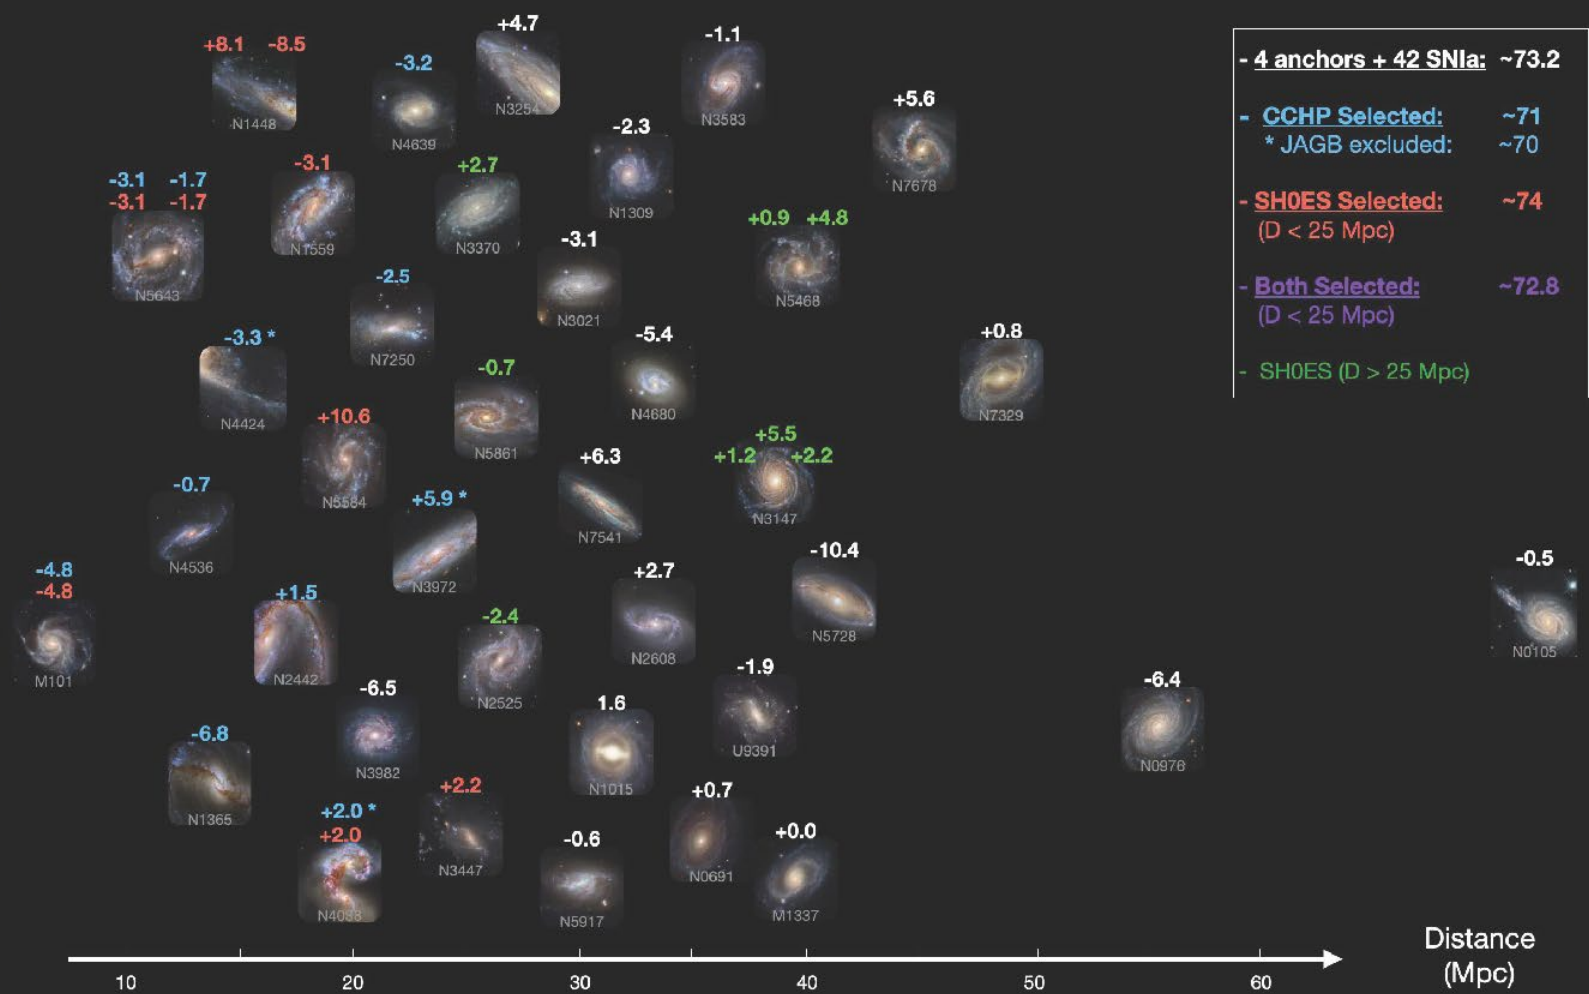 +4.7
-1.1
+8.1 -8.5
-3.2
N3254
N3583
N1448
N4639
+5.6
-2.3
N7678
-3.1
+2.7
N1309
-3.1 -1.7
-3.1 -1.7
N1559
N3370
+0.9 +4.8
-3.1
N5643
N5468
-2.5
N3021
-3.3 *
N7250
-5.4
+0.8
-0.7
N4424
N4680
N7329
+10.6
N5861
+5.5
+1.2 +2.2
+6.3
-0.7
N5584
+5.9 *
N3147
N7541
N4536
-10.4
-0.5
-4.8
-4.8
N3972
+2.7
+1.5
-2.4
N5728
N0105
M101
N2442
N2608
-1.9
-6.5
N2525
-6.4
-6.8
1.6
U9391
N3982
N0976
N1365
+2.2
N1015
+0.7
+2.0 *
+2.0
-0.6
+0.0
N3447
N0691
N4038
N5917
M1337
- 4 anchors + 42 SNIa: ~73.2
- CCHP Selected: ~71
* JAGB excluded: ~70
- SH0ES Selected: ~74
(D < 25 Mpc)
- Both Selected: ~72.8
(D < 25 Mpc)
- SH0ES (D > 25 Mpc)
Distance
(Mpc)
10 20 30 40 50 60